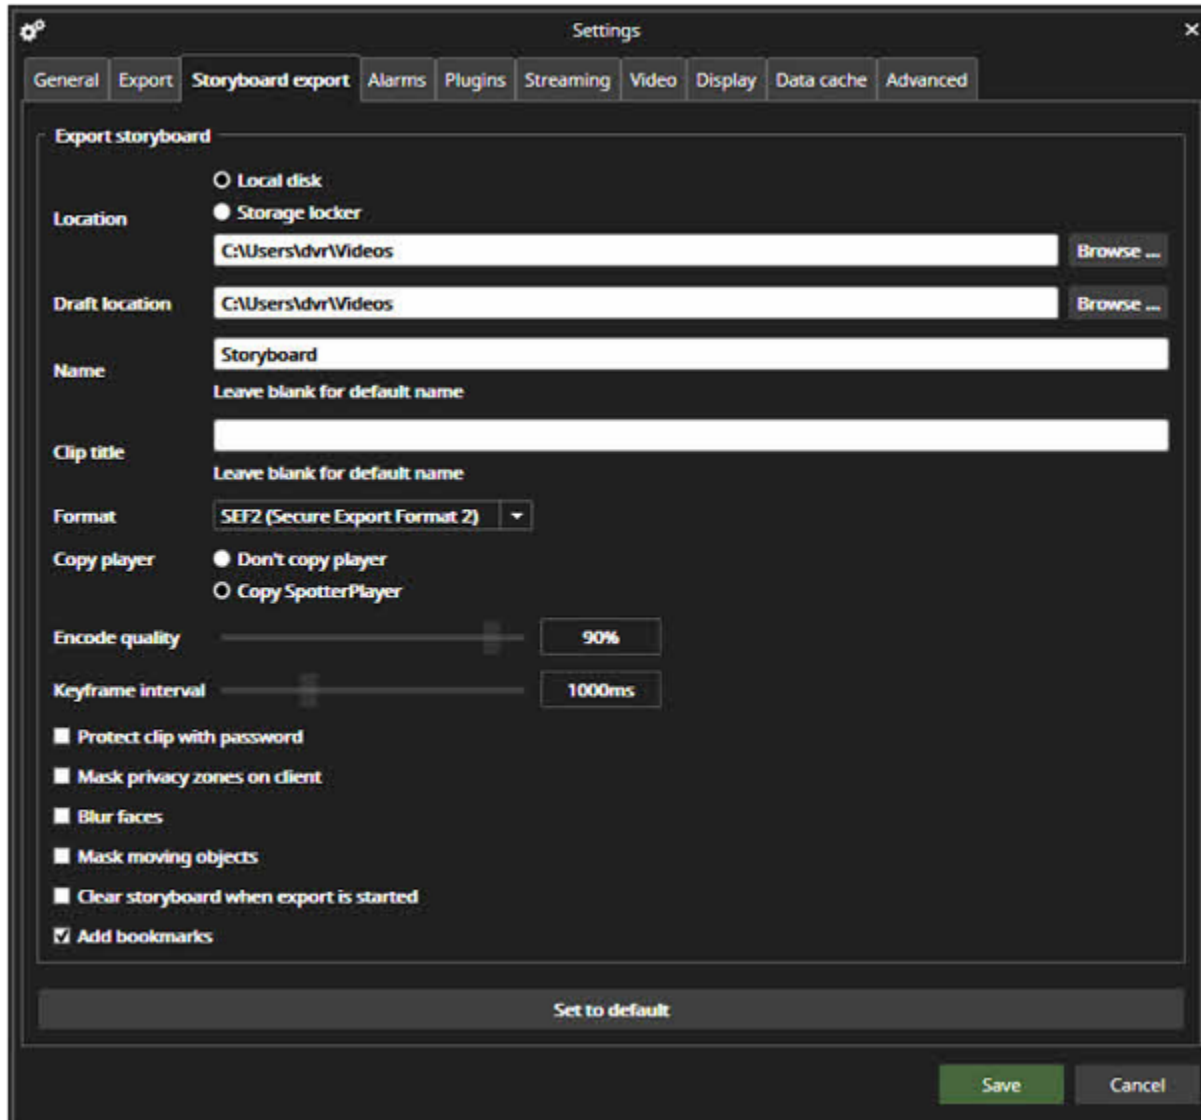 Settings
General Export Storyboard export Alarms Plugins Streaming Video Display Data cache Advanced
Export storyboard
Location
Local disk
Storage locker
C:\Users\dvr\Videos Browse ...
Draft location C:\Users\dvr\Videos Browse ...
Name Storyboard
Leave blank for default name
Clip title
Leave blank for default name
Format SEF2 (Secure Export Format 2)
Copy player Don't copy player
Copy SpotterPlayer
Encode quality 90%
Keyframe interval 1000ms
Protect clip with password
Mask privacy zones on client
Blur faces
Mask moving objects
Clear storyboard when export is started
Add bookmarks
Set to default
Save Cancel